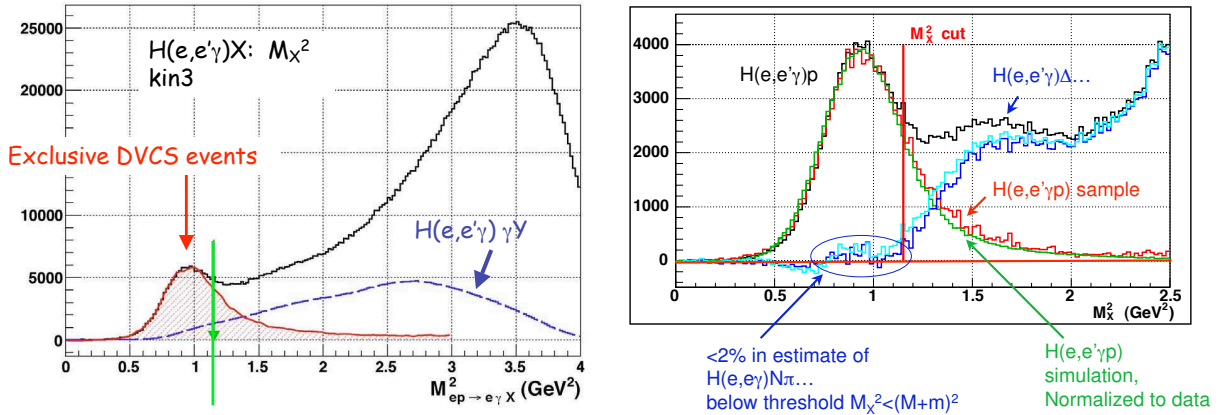 25000
20000
15000
10000
5000
0
H(e,e'γ)X: M_X²
kin3
Exclusive DVCS events
H(e,e'γ) γY
0 0.5 1 1.5 2 2.5 3 3.5 4
M²ep → e γ X (GeV²)
4000
3000
2000
1000
0
M_X² cut
H(e,e'γ)p
H(e,e'γ)Δ...
H(e,e'γp) sample
0 0.5 1 1.5 2 2.5
M_X² (GeV²)
<2% in estimate of
H(e,eγ)Nπ...
below threshold M_X²<(M+m)²
H(e,e'γp)
simulation,
Normalized to data